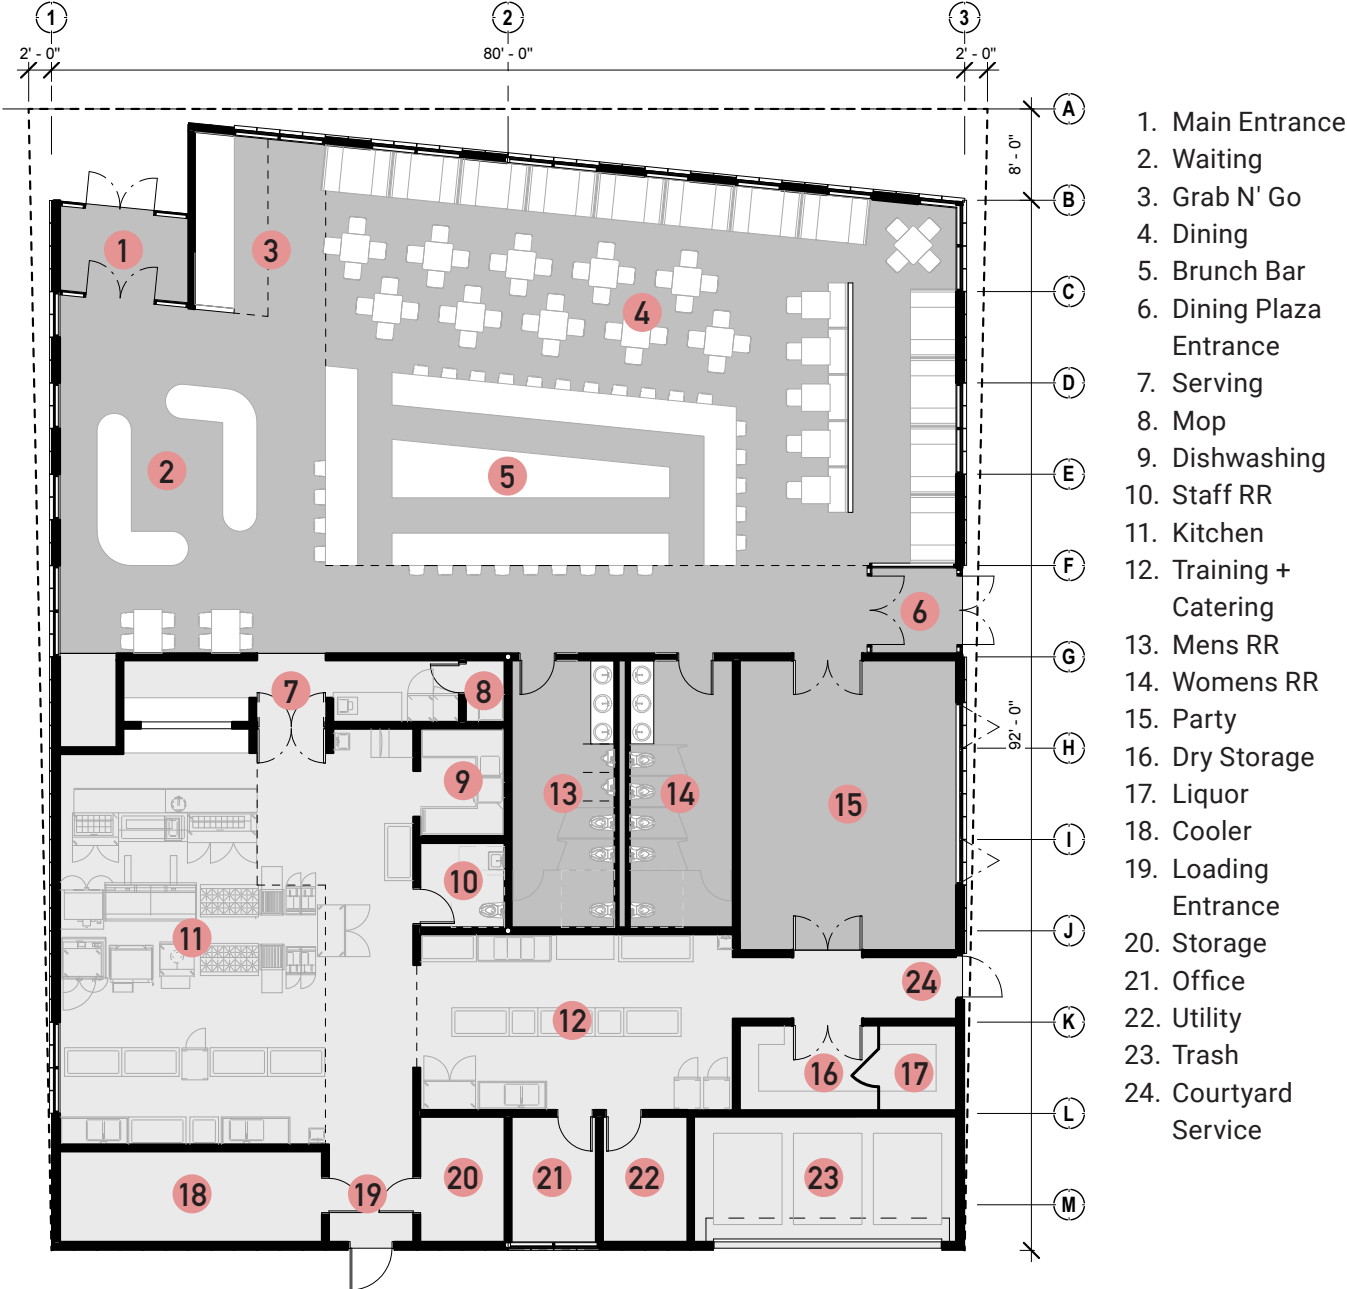 1 2 3
2' - 0" 80' - 0" 2' - 0"
A
8' - 0"
B
C
D
E
F
G
92' - 0"
H
I
J
K
L
M
1
2
3
4
5
6
7
8
9
10
11
12
13
14
15
16
17
18
19
20
21
22
23
24
1. Main Entrance
2. Waiting
3. Grab N' Go
4. Dining
5. Brunch Bar
6. Dining Plaza
Entrance
7. Serving
8. Mop
9. Dishwashing
10. Staff RR
11. Kitchen
12. Training +
Catering
13. Mens RR
14. Womens RR
15. Party
16. Dry Storage
17. Liquor
18. Cooler
19. Loading
Entrance
20. Storage
21. Office
22. Utility
23. Trash
24. Courtyard
Service